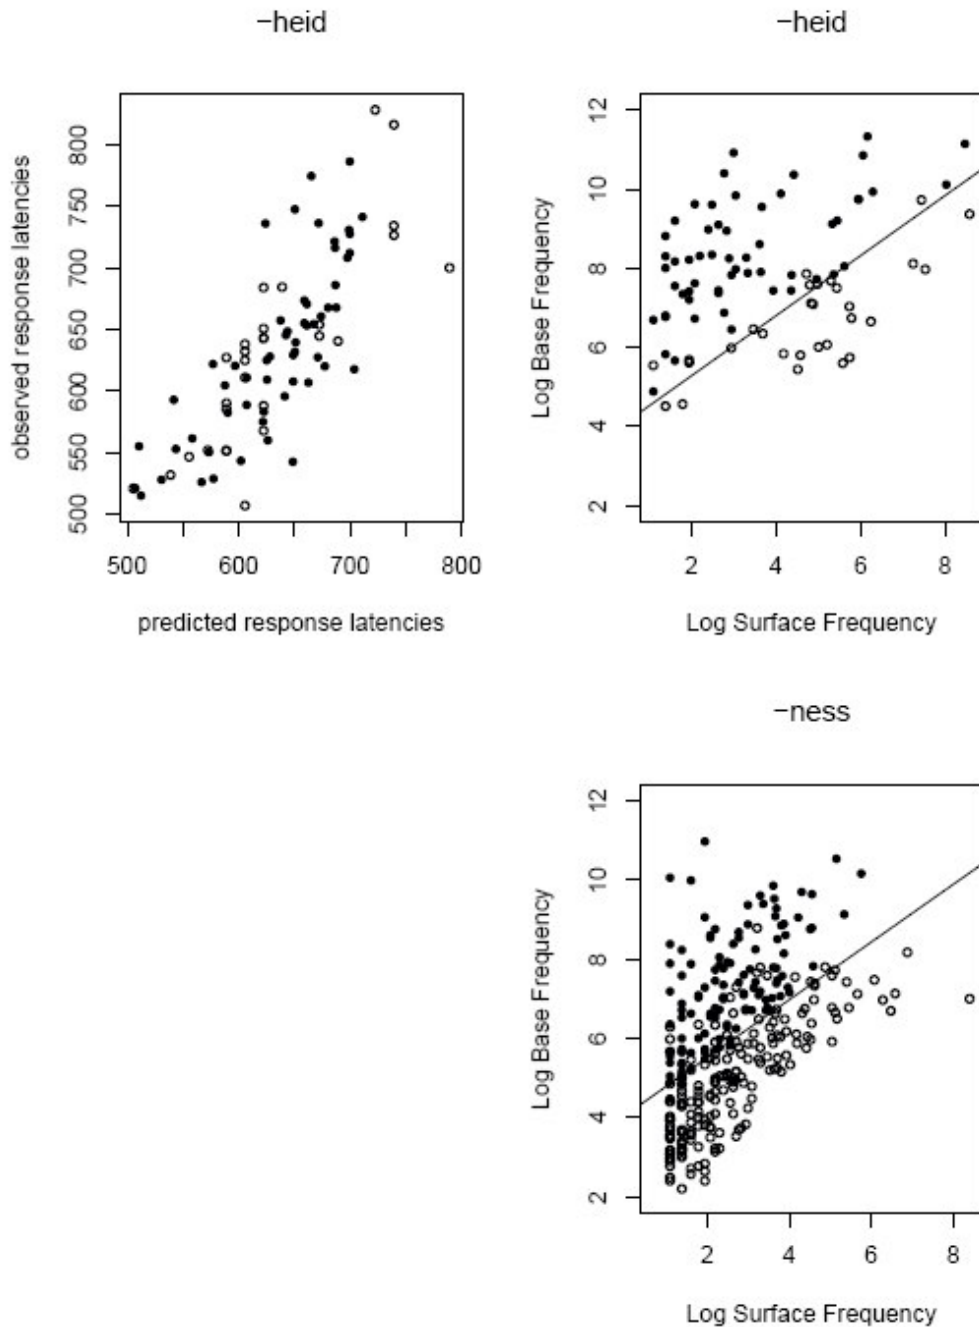 −heid
observed response latencies
800
750
700
650
600
550
500
500 600 700 800
predicted response latencies
−heid
Log Base Frequency
12
10
8
6
4
2
2 4 6 8
Log Surface Frequency
−ness
Log Base Frequency
12
10
8
6
4
2
2 4 6 8
Log Surface Frequency